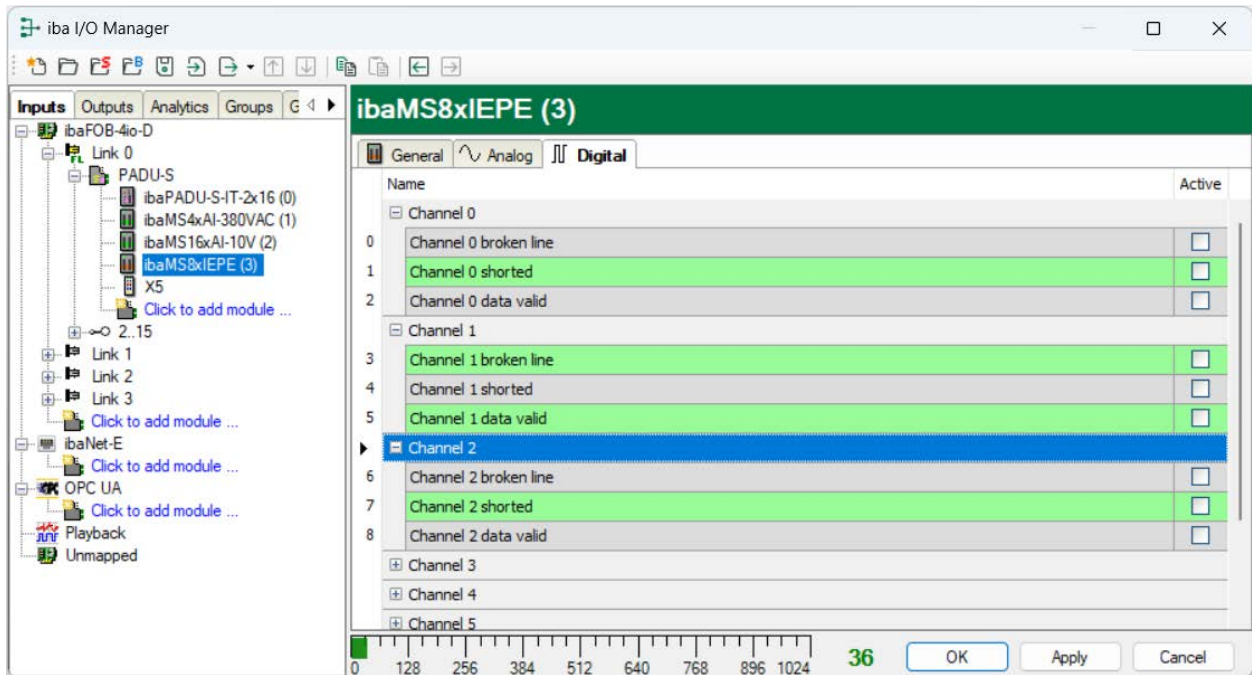 iba I/O Manager
Inputs Outputs Analytics Groups G
ibaFOB-4io-D
Link 0
PADU-S
ibaPADU-S-IT-2x16 (0)
ibaMS4xAI-380VAC (1)
ibaMS16xAI-10V (2)
ibaMS8xIEPE (3)
X5
Click to add module ...
2..15
Link 1
Link 2
Link 3
Click to add module ...
ibaNet-E
Click to add module ...
OPC UA
Click to add module ...
Playback
Unmapped
ibaMS8xIEPE (3)
General Analog Digital
Name Active
Channel 0
0 Channel 0 broken line
1 Channel 0 shorted
2 Channel 0 data valid
Channel 1
3 Channel 1 broken line
4 Channel 1 shorted
5 Channel 1 data valid
Channel 2
6 Channel 2 broken line
7 Channel 2 shorted
8 Channel 2 data valid
Channel 3
Channel 4
Channel 5
0 128 256 384 512 640 768 896 1024
36 OK Apply Cancel